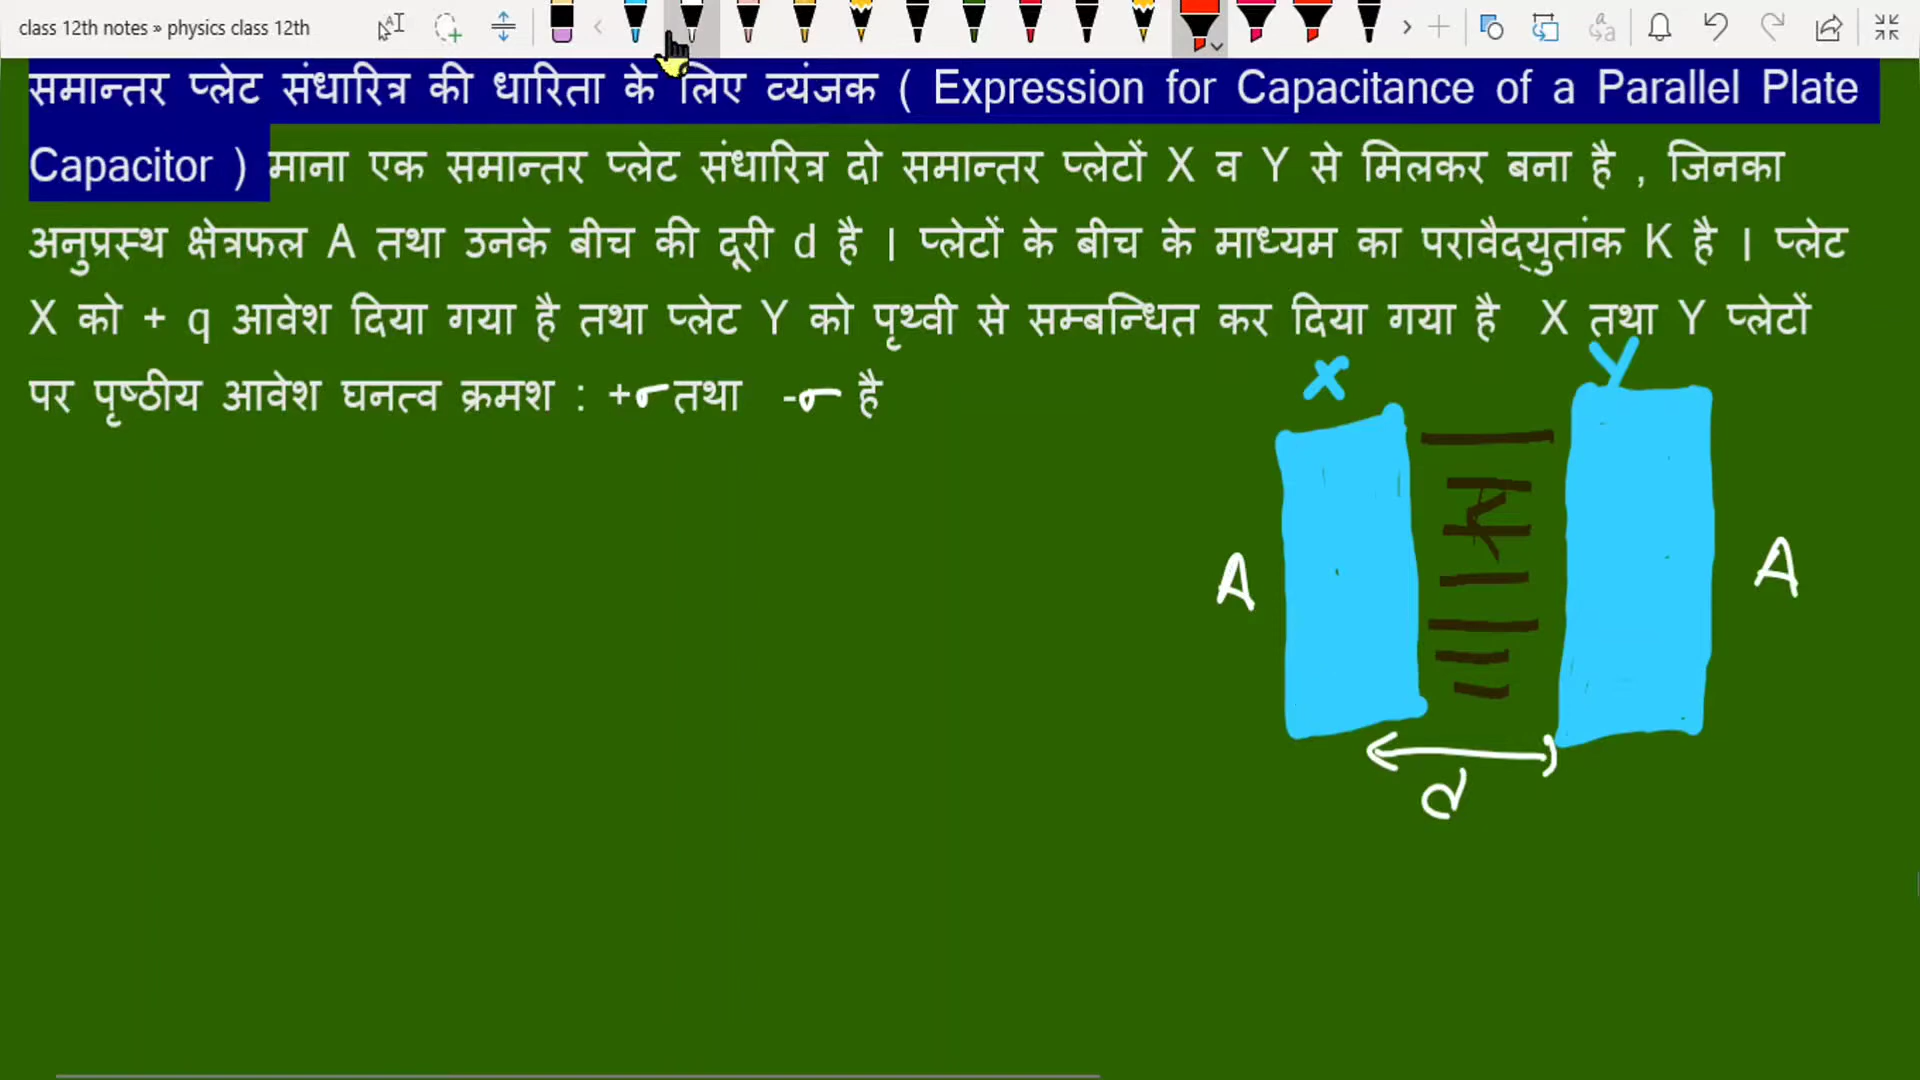 class 12th notes » physics class 12th
समान्तर प्लेट संधारित्र की धारिता के लिए व्यंजक ( Expression for Capacitance of a Parallel Plate
Capacitor ) माना एक समान्तर प्लेट संधारित्र दो समान्तर प्लेटों X व Y से मिलकर बना है , जिनका
अनुप्रस्थ क्षेत्रफल A तथा उनके बीच की दूरी d है । प्लेटों के बीच के माध्यम का परावैद्युतांक K है । प्लेट
X को + q आवेश दिया गया है तथा प्लेट Y को पृथ्वी से सम्बन्धित कर दिया गया है X तथा Y प्लेटों
पर पृष्ठीय आवेश घनत्व क्रमश : +σ तथा -σ है
X Y
K
A A
d